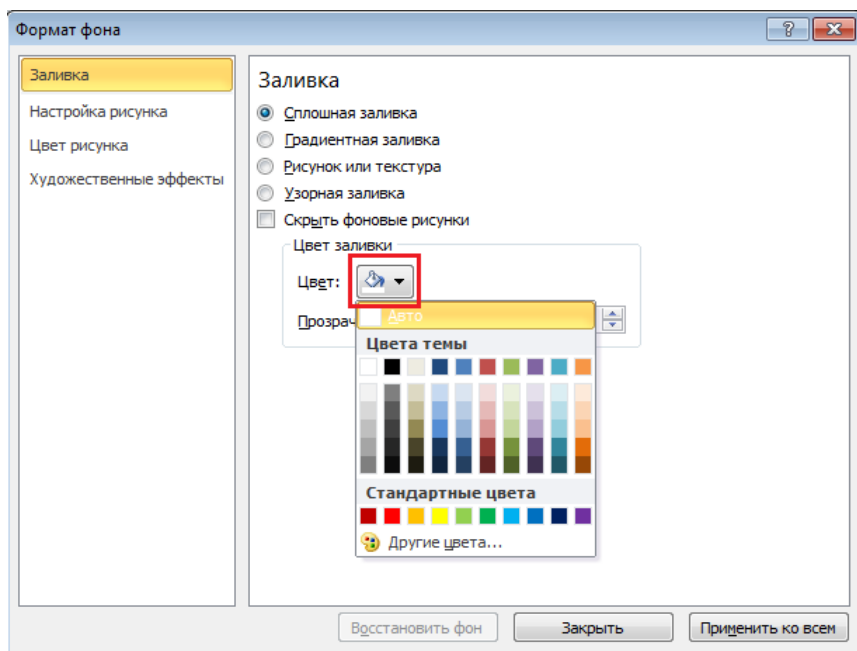 Формат фона
Заливка
Настройка рисунка
Цвет рисунка
Художественные эффекты
Заливка
Сплошная заливка
Градиентная заливка
Рисунок или текстура
Узорная заливка
Скрыть фоновые рисунки
Цвет заливки
Цвет:
Прозрач
Авто
Цвета темы
Стандартные цвета
Другие цвета...
Восстановить фон
Закрыть
Применить ко всем